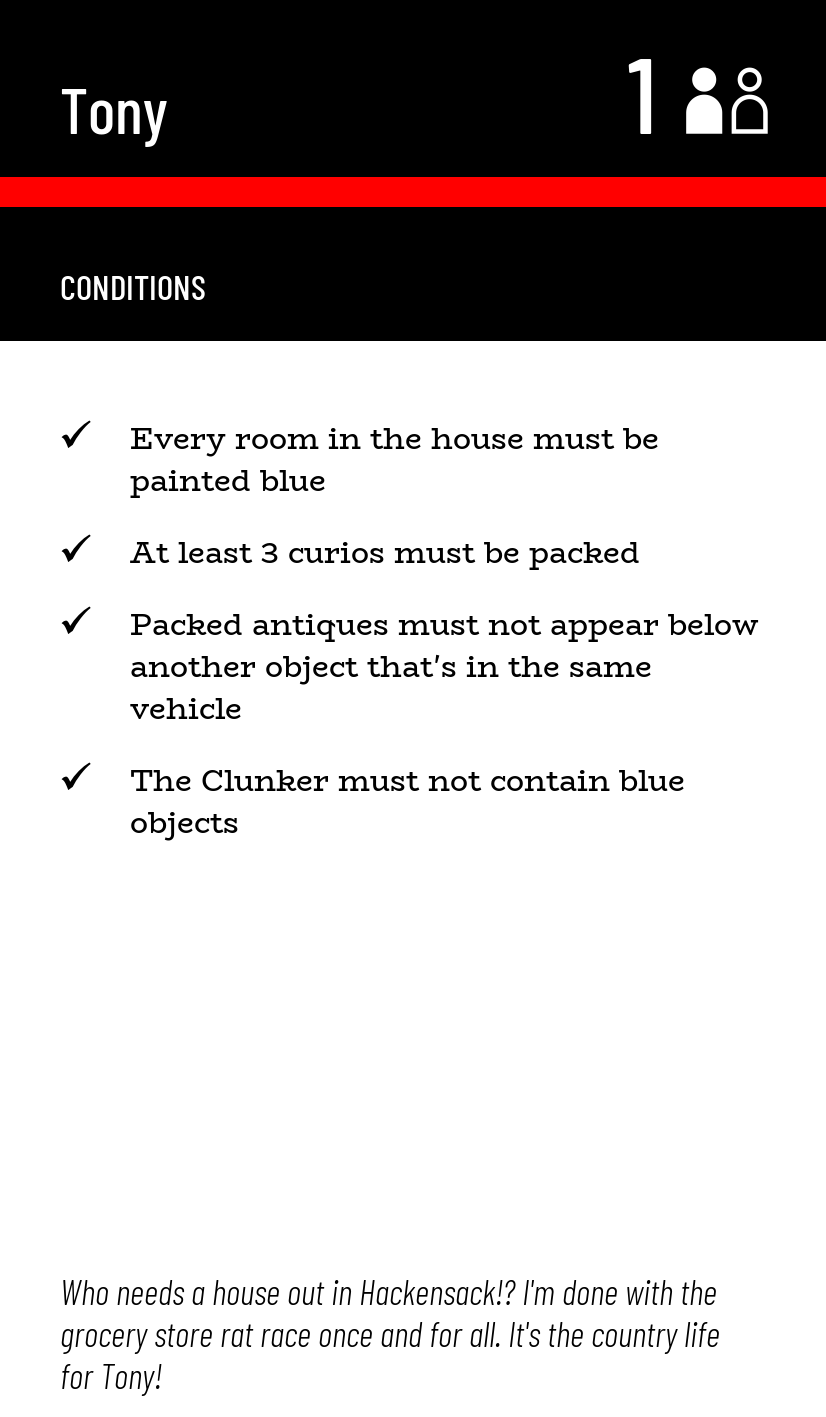 Tony
1
CONDITIONS
✓ Every room in the house must be
painted blue
✓ At least 3 curios must be packed
✓ Packed antiques must not appear below
another object that's in the same
vehicle
✓ The Clunker must not contain blue
objects
Who needs a house out in Hackensack!? I'm done with the
grocery store rat race once and for all. It's the country life
for Tony!